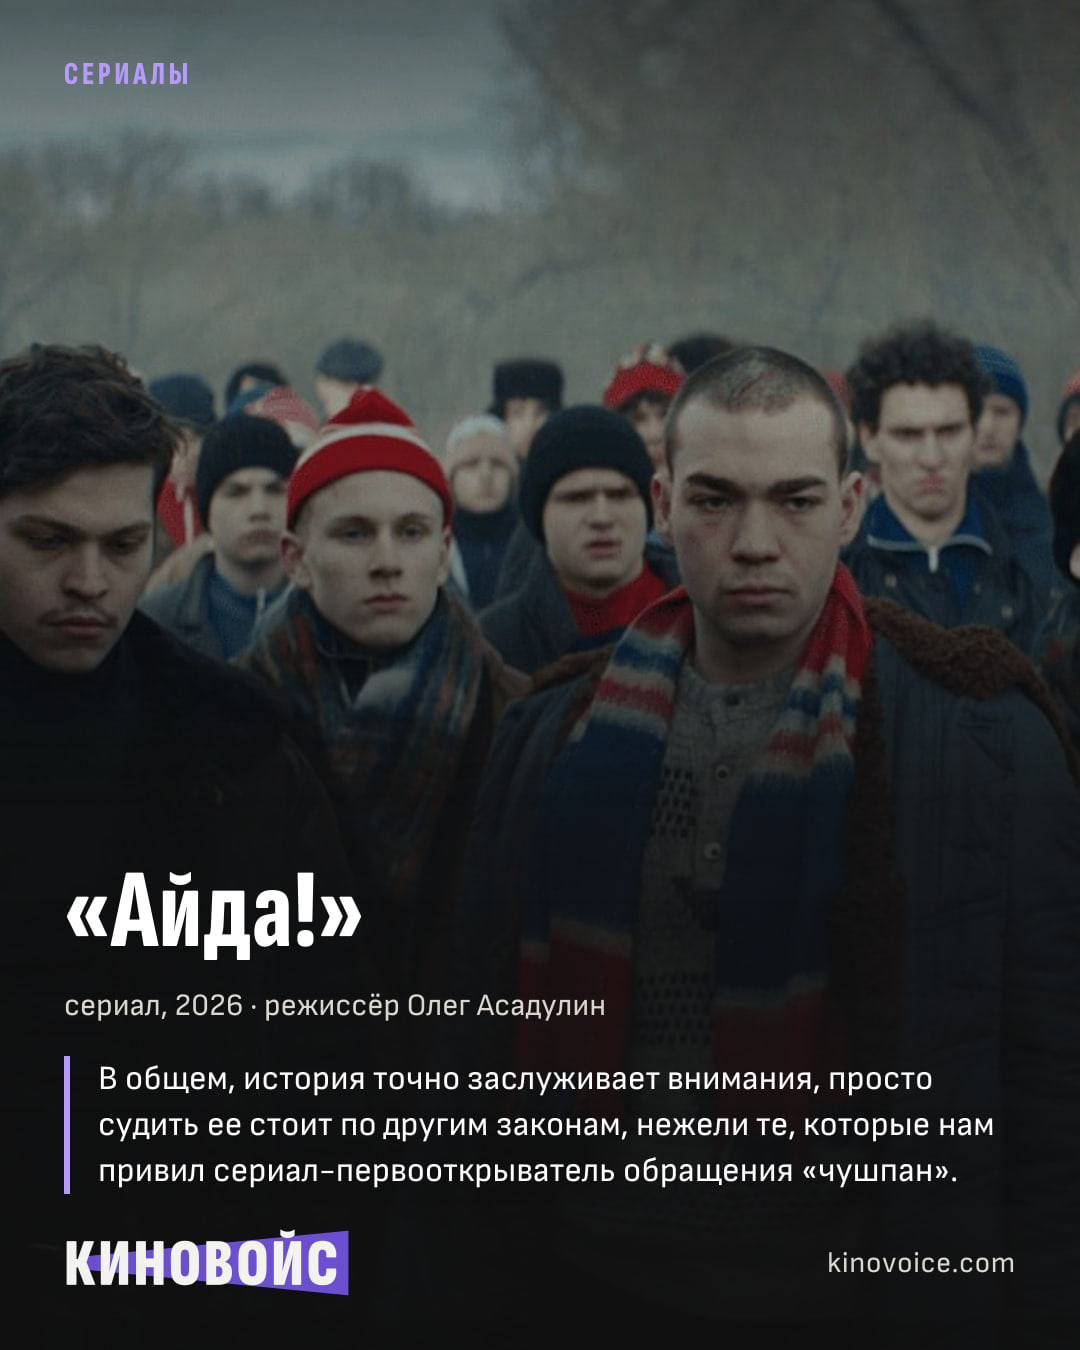 СЕРИАЛЫ
«Айда!»
сериал, 2026 · режиссёр Олег Асадулин
В общем, история точно заслуживает внимания, просто
судить ее стоит по другим законам, нежели те, которые нам
привил сериал-первооткрыватель обращения «чушпан».
КИНОВОЙС
kinovoice.com